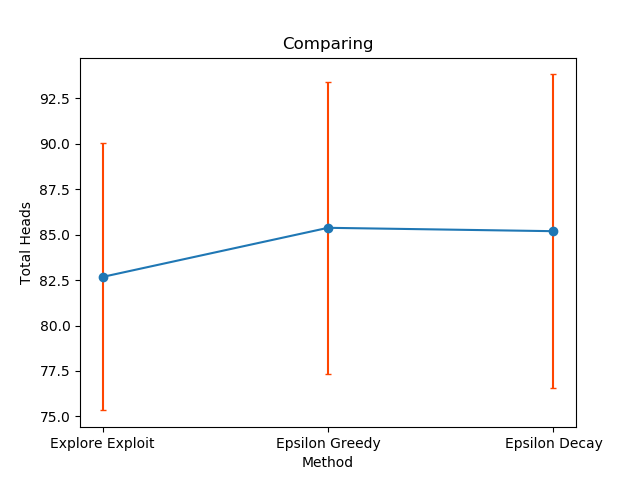 Comparing
92.5
90.0
87.5
85.0
82.5
80.0
77.5
75.0
Total Heads
Explore Exploit
Epsilon Greedy
Epsilon Decay
Method